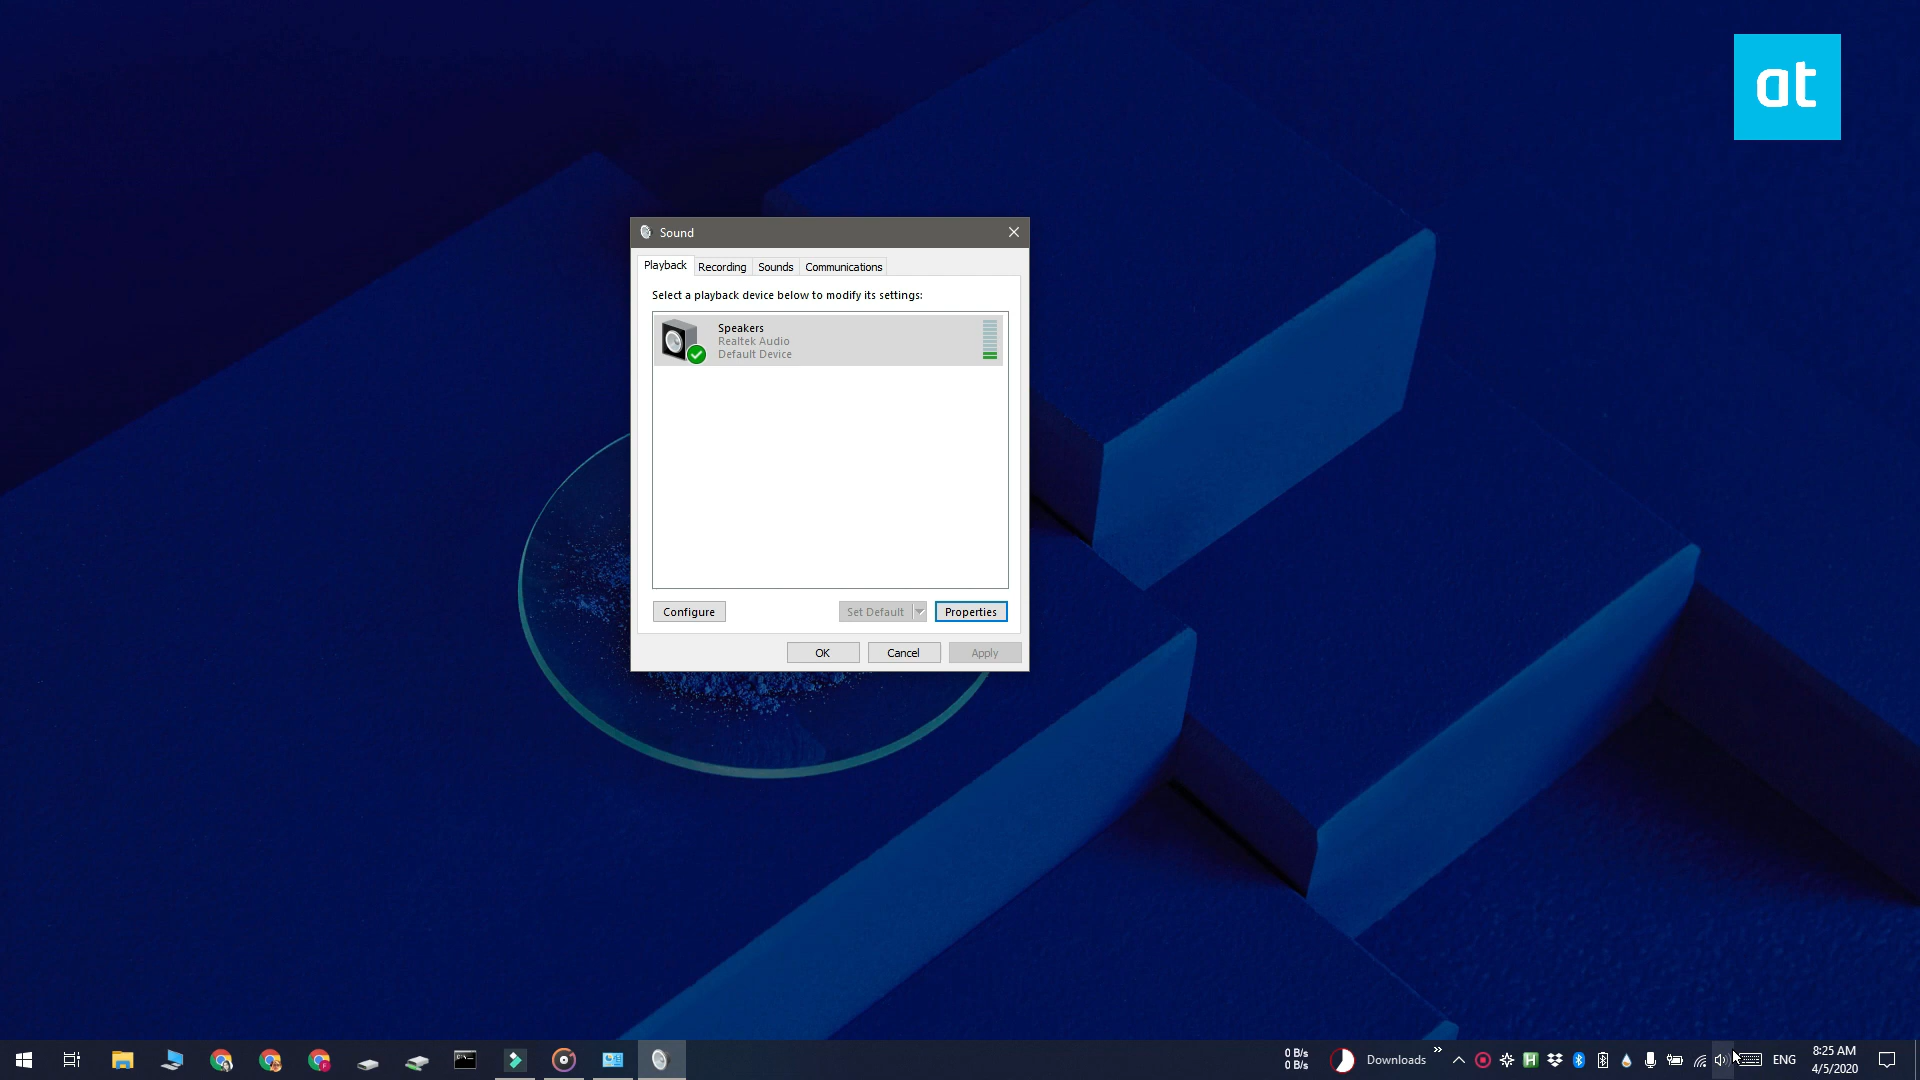 at
Sound
Playback Recording Sounds Communications
Select a playback device below to modify its settings:
Speakers
Realtek Audio
Default Device
Configure Set Default Properties
OK Cancel Apply
0 B/s
0 B/s
Downloads
ENG
8:25 AM
4/5/2020